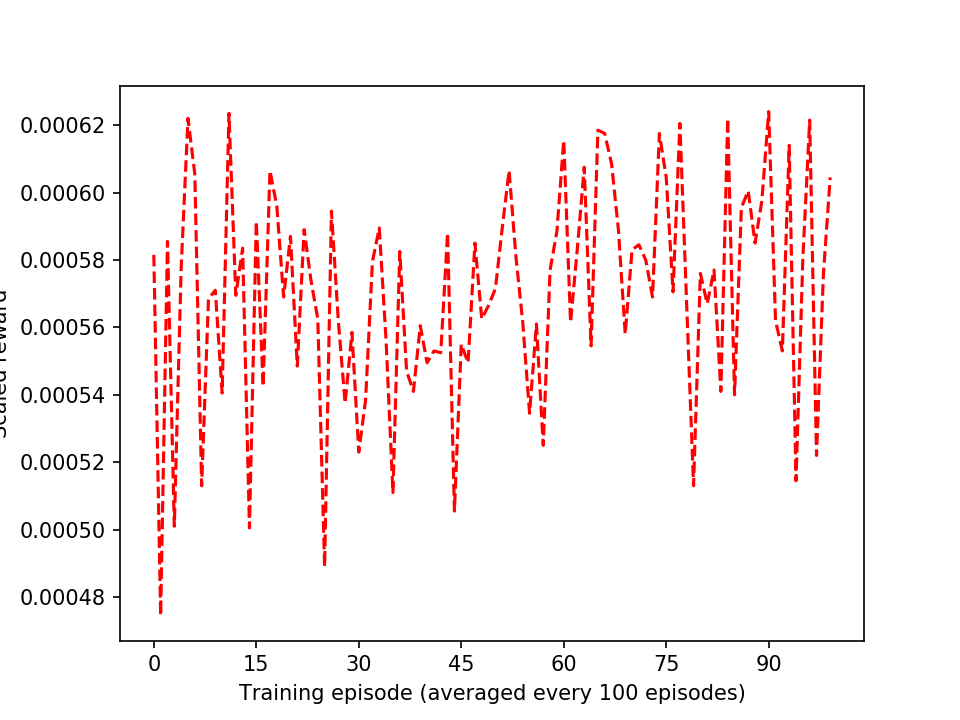 0.00062
0.00060
0.00058
0.00056
0.00054
0.00052
0.00050
0.00048
Scaled reward
0 15 30 45 60 75 90
Training episode (averaged every 100 episodes)